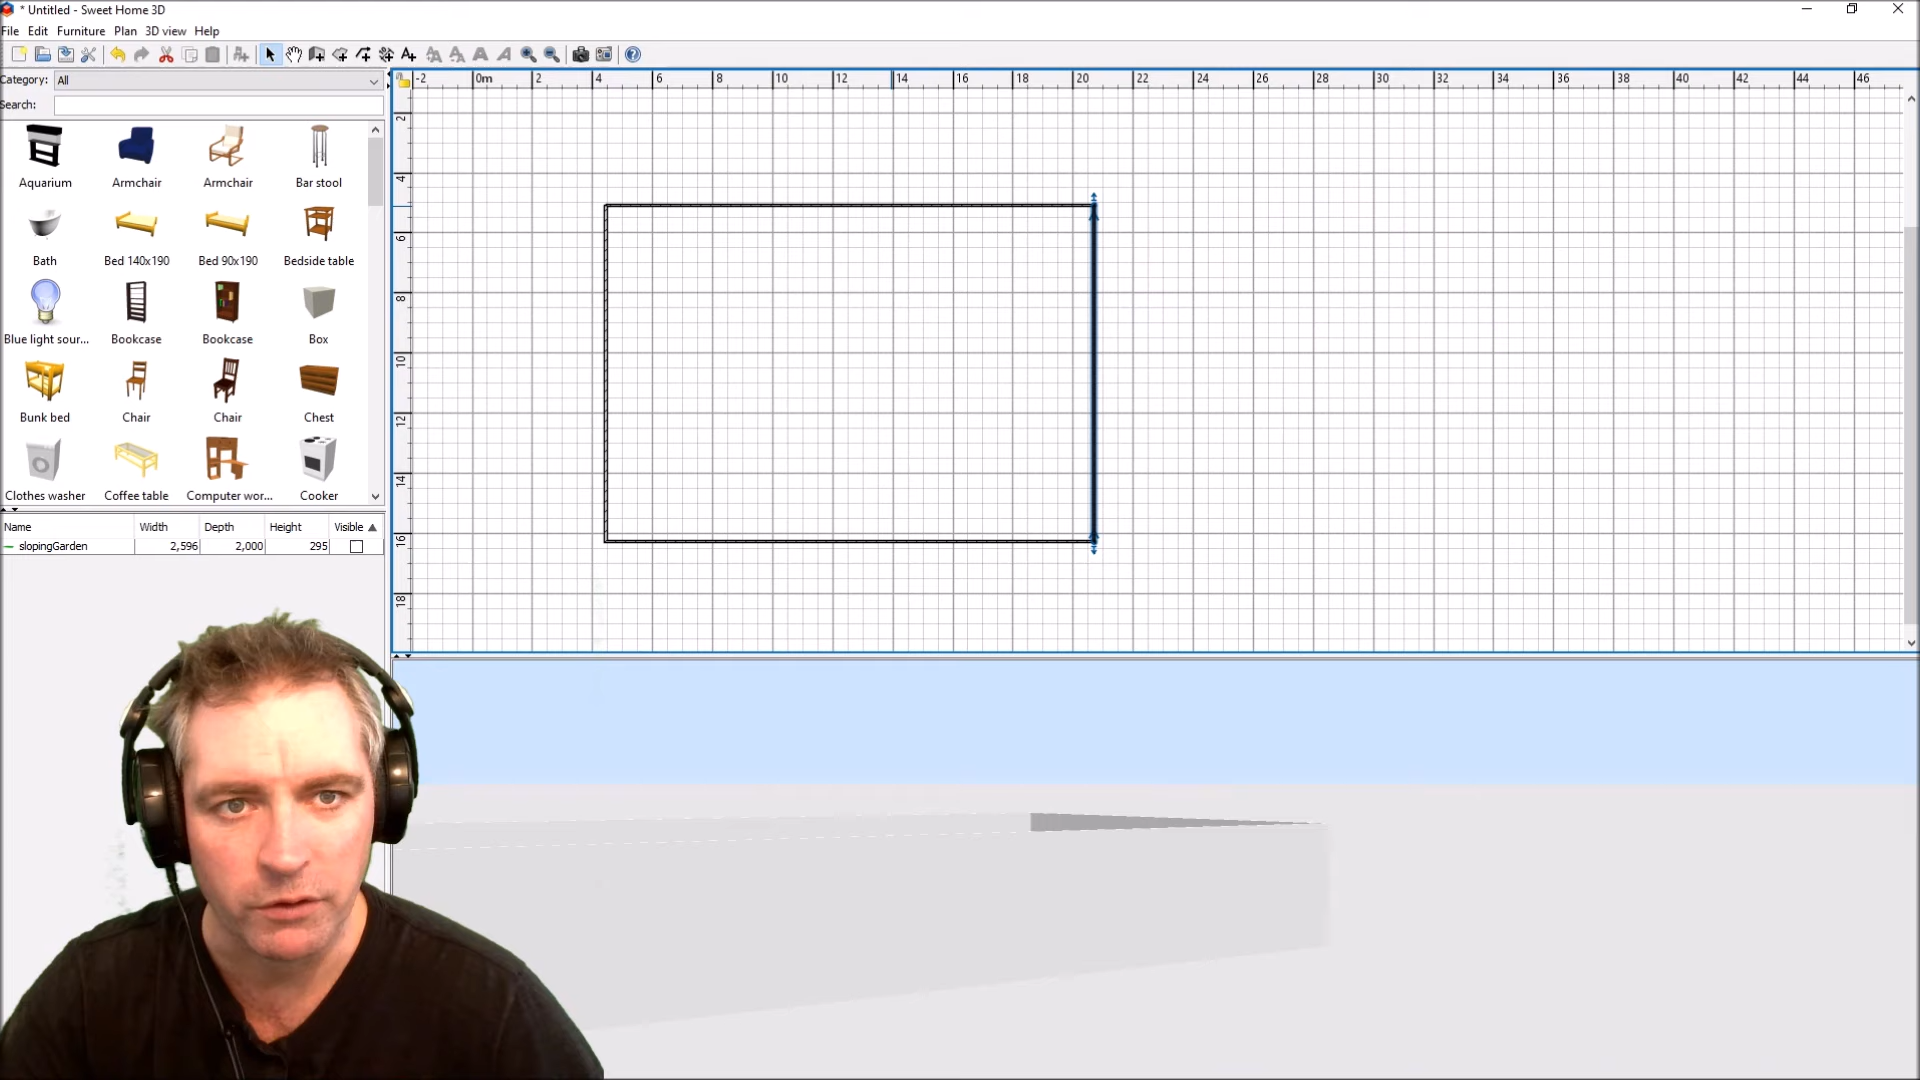 * Untitled - Sweet Home 3D
File Edit Furniture Plan 3D view Help
Category: All
Search:
Aquarium Armchair Armchair Bar stool
Bath Bed 140x190 Bed 90x190 Bedside table
Blue light sour... Bookcase Bookcase Box
Bunk bed Chair Chair Chest
Clothes washer Coffee table Computer wor... Cooker
Name Width Depth Height Visible
slopingGarden 2,596 2,000 295
-2 0m 2 4 6 8 10 12 14 16 18 20 22 24 26 28 30 32 34 36 38 40 42 44 46
2
4
6
8
10
12
14
16
18